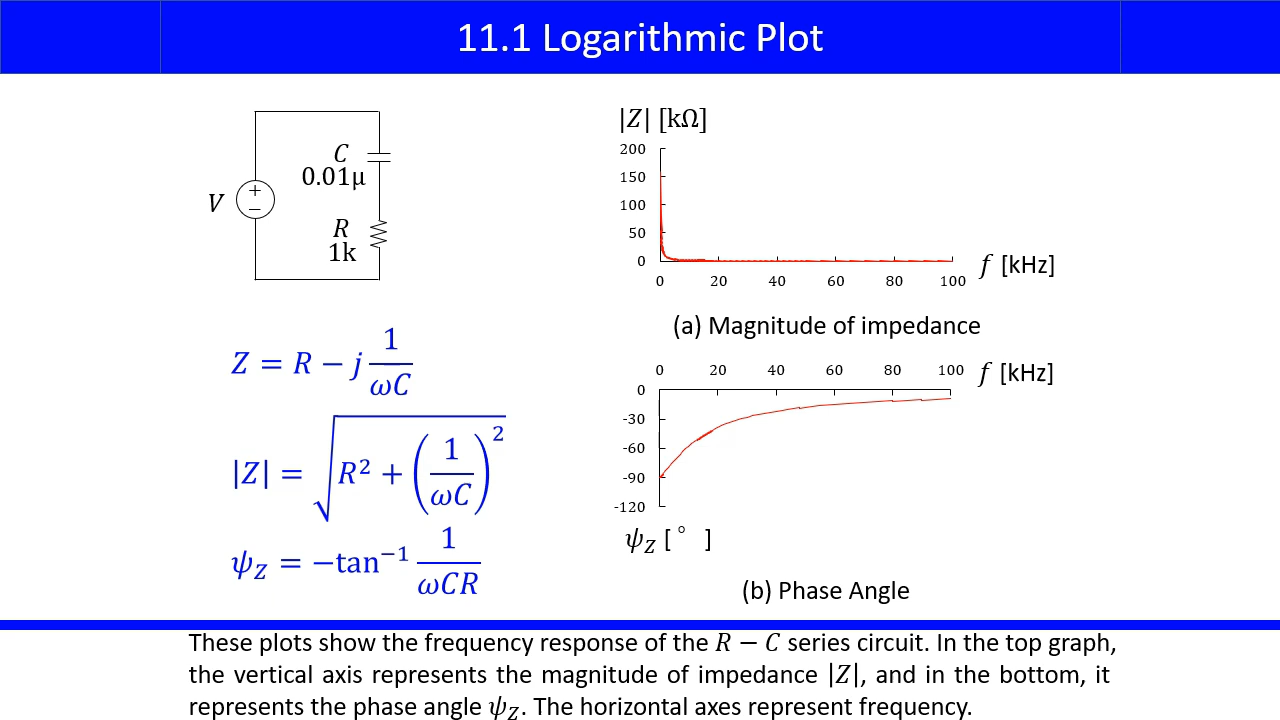 11.1 Logarithmic Plot
C
0.01µ
V
+
−
R
1k
Z = R − j 1/ωC
|Z| = √(R² + (1/ωC)²)
ψ_Z = −tan⁻¹ 1/ωCR
|Z| [kΩ]
200
150
100
50
0
0 20 40 60 80 100
f [kHz]
(a) Magnitude of impedance
0 20 40 60 80 100
f [kHz]
0
-30
-60
-90
-120
ψ_Z [ ° ]
(b) Phase Angle
These plots show the frequency response of the R − C series circuit. In the top graph,
the vertical axis represents the magnitude of impedance |Z|, and in the bottom, it
represents the phase angle ψ_Z. The horizontal axes represent frequency.